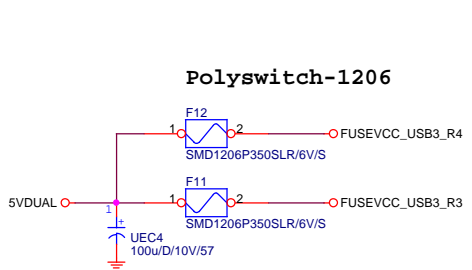 Polyswitch-1206
F12
1 2 FUSEVCC_USB3_R4
SMD1206P350SLR/6V/S
F11
5VDUAL 1 2 FUSEVCC_USB3_R3
1 SMD1206P350SLR/6V/S
+
UEC4
100u/D/10V/57